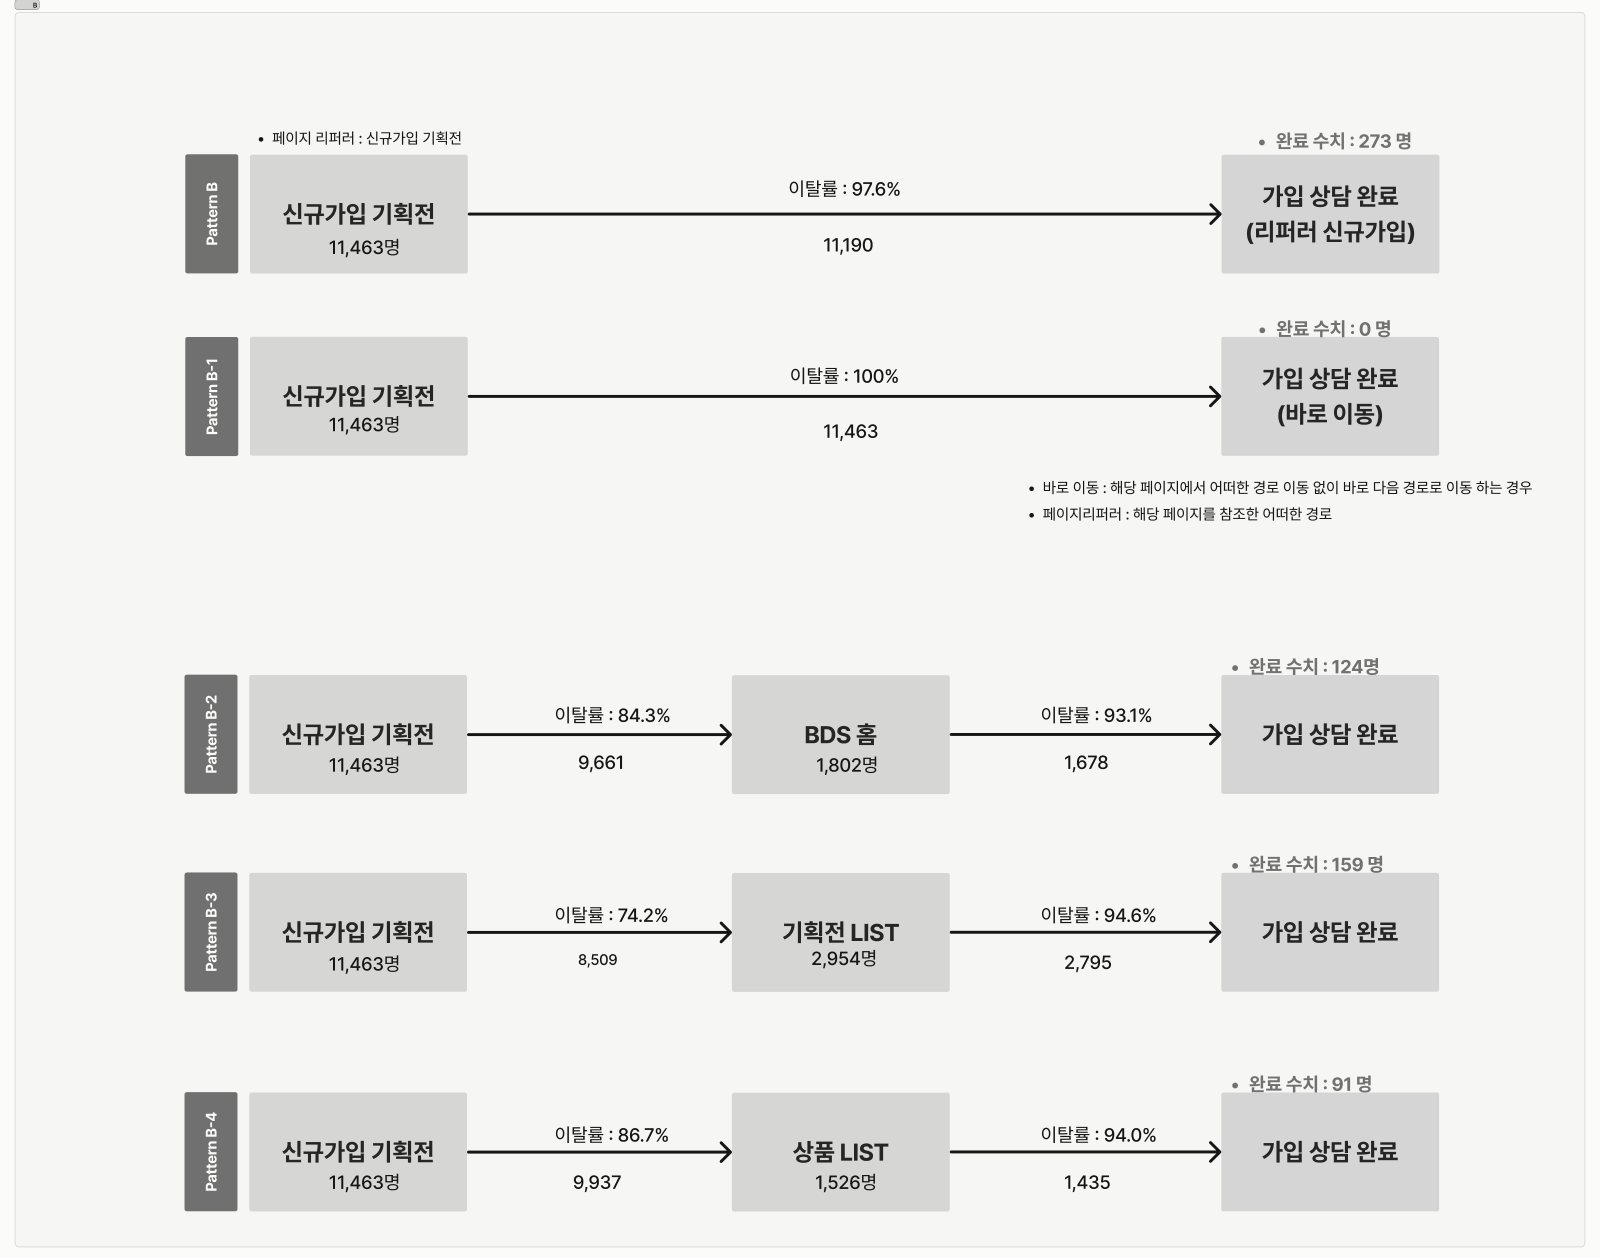 B
• 페이지 리퍼러 : 신규가입 기획전
• 완료 수치 : 273 명
Pattern B
신규가입 기획전
11,463명
이탈률 : 97.6%
11,190
가입 상담 완료
(리퍼러 신규가입)
• 완료 수치 : 0 명
Pattern B-1
신규가입 기획전
11,463명
이탈률 : 100%
11,463
가입 상담 완료
(바로 이동)
• 바로 이동 : 해당 페이지에서 어떠한 경로 이동 없이 바로 다음 경로로 이동 하는 경우
• 페이지리퍼러 : 해당 페이지를 참조한 어떠한 경로
• 완료 수치 : 124명
Pattern B-2
신규가입 기획전
11,463명
이탈률 : 84.3%
9,661
BDS 홈
1,802명
이탈률 : 93.1%
1,678
가입 상담 완료
• 완료 수치 : 159 명
Pattern B-3
신규가입 기획전
11,463명
이탈률 : 74.2%
8,509
기획전 LIST
2,954명
이탈률 : 94.6%
2,795
가입 상담 완료
• 완료 수치 : 91 명
Pattern B-4
신규가입 기획전
11,463명
이탈률 : 86.7%
9,937
상품 LIST
1,526명
이탈률 : 94.0%
1,435
가입 상담 완료